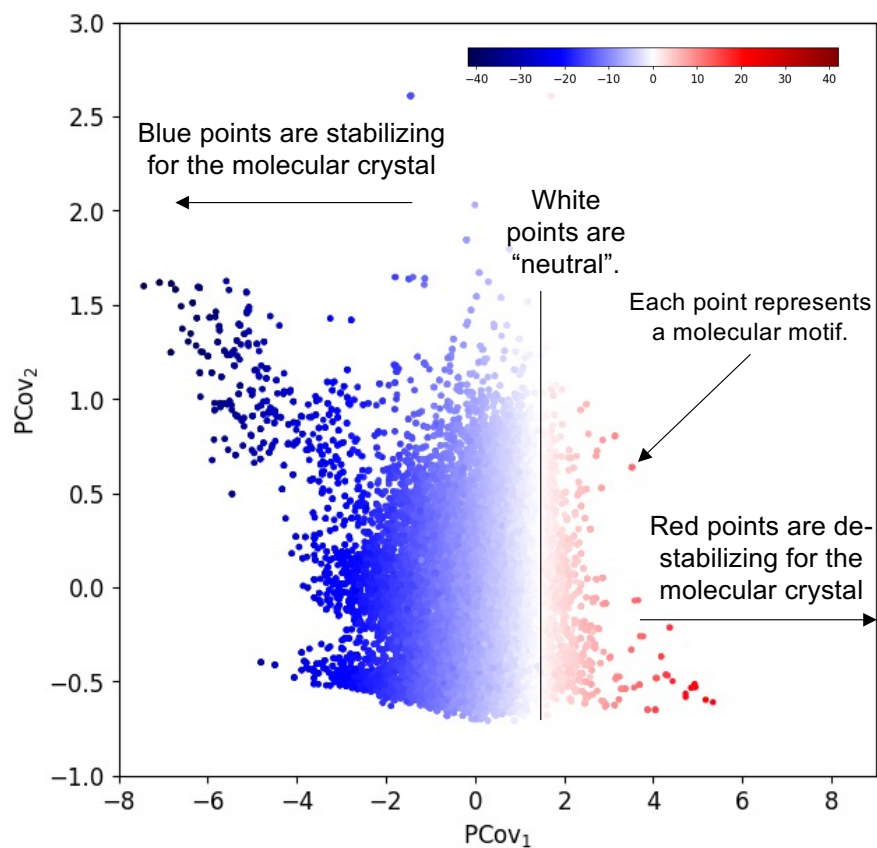 3.0
−40 −30 −20 −10 0 10 20 30 40
2.5
Blue points are stabilizing
for the molecular crystal
2.0
White
points are
“neutral”.
1.5
Each point represents
a molecular motif.
1.0
PCov2
0.5
Red points are de-
stabilizing for the
molecular crystal
0.0
−0.5
−1.0
−8 −6 −4 −2 0 2 4 6 8
PCov1